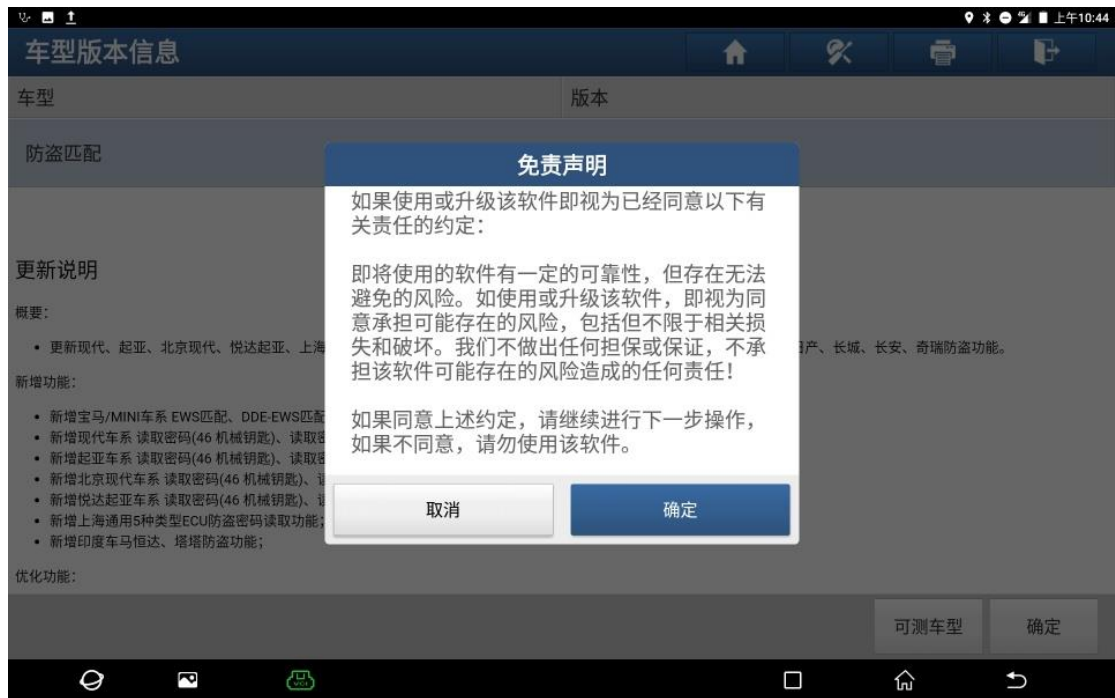 上午10:44
车型版本信息
车型 版本
防盗匹配
免责声明
如果使用或升级该软件即视为已经同意以下有
关责任的约定：
即将使用的软件有一定的可靠性，但存在无法
避免的风险。如使用或升级该软件，即视为同
意承担可能存在的风险，包括但不限于相关损
失和破坏。我们不做出任何担保或保证，不承
担该软件可能存在的风险造成的任何责任！
如果同意上述约定，请继续进行下一步操作，
如果不同意，请勿使用该软件。
取消 确定
更新说明
概要：
• 更新现代、起亚、北京现代、悦达起亚、上海
产、长城、长安、奇瑞防盗功能。
新增功能：
• 新增宝马/MINI车系 EWS匹配、DDE-EWS匹配
• 新增现代车系 读取密码(46 机械钥匙)、读取密
• 新增起亚车系 读取密码(46 机械钥匙)、读取密
• 新增北京现代车系 读取密码(46 机械钥匙)、
• 新增悦达起亚车系 读取密码(46 机械钥匙)、
• 新增上海通用5种类型ECU防盗密码读取功能；
• 新增印度车马恒达、塔塔防盗功能；
优化功能：
可测车型 确定
VCI